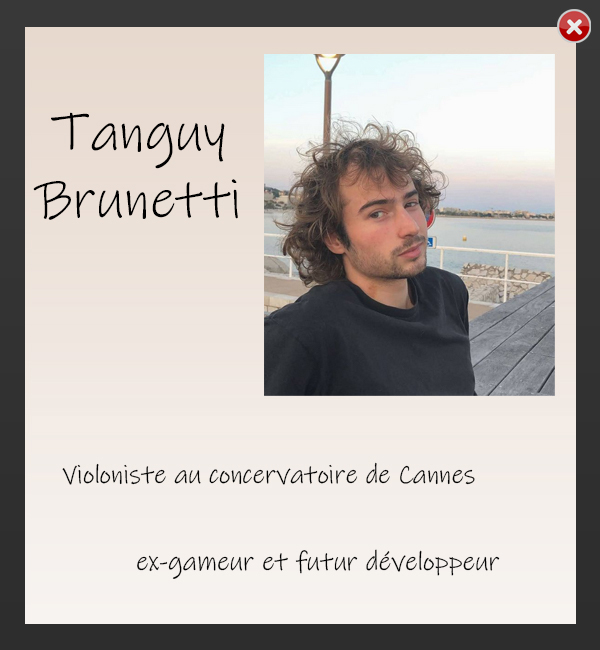 Tanguy
Brunetti
Violoniste au concervatoire de Cannes
ex-gameur et futur développeur